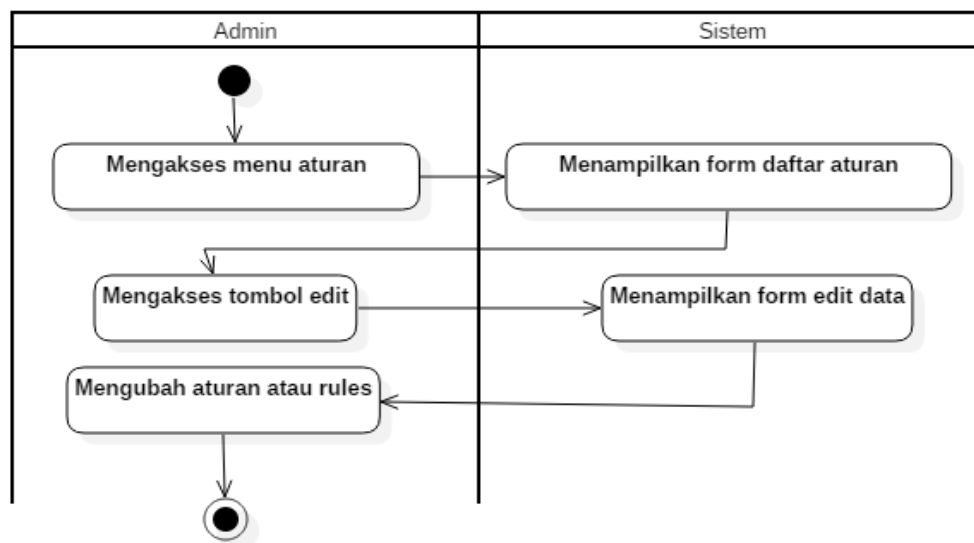 Admin
Sistem
Mengakses menu aturan
Menampilkan form daftar aturan
Mengakses tombol edit
Menampilkan form edit data
Mengubah aturan atau rules